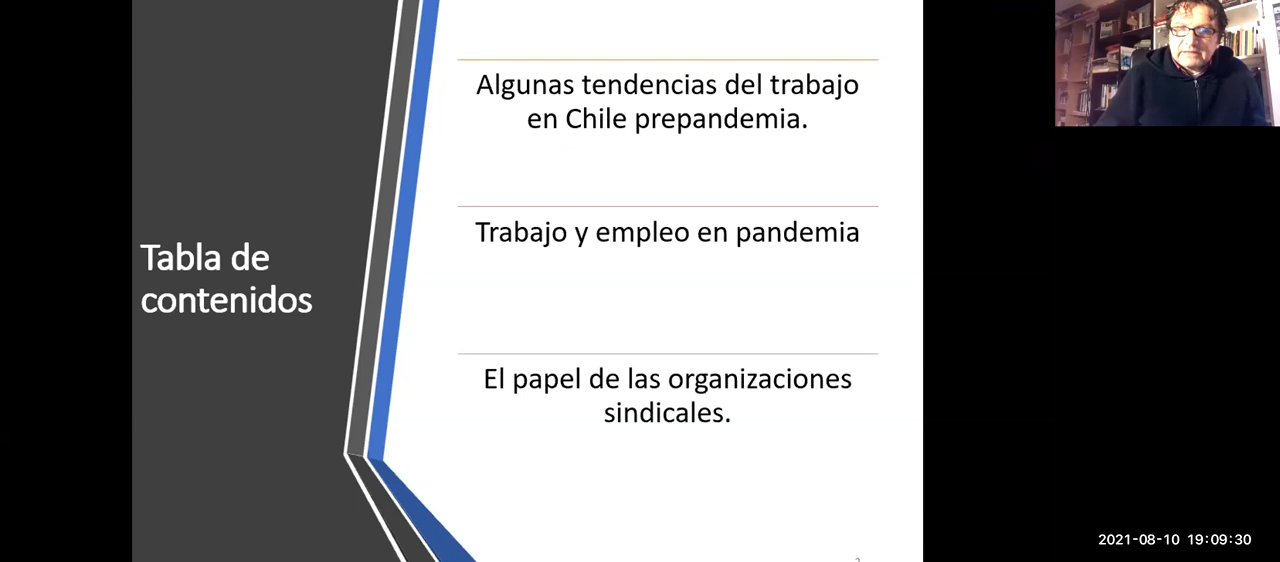 Tabla de
contenidos
Algunas tendencias del trabajo
en Chile prepandemia.
Trabajo y empleo en pandemia
El papel de las organizaciones
sindicales.
2021-08-10 19:09:30